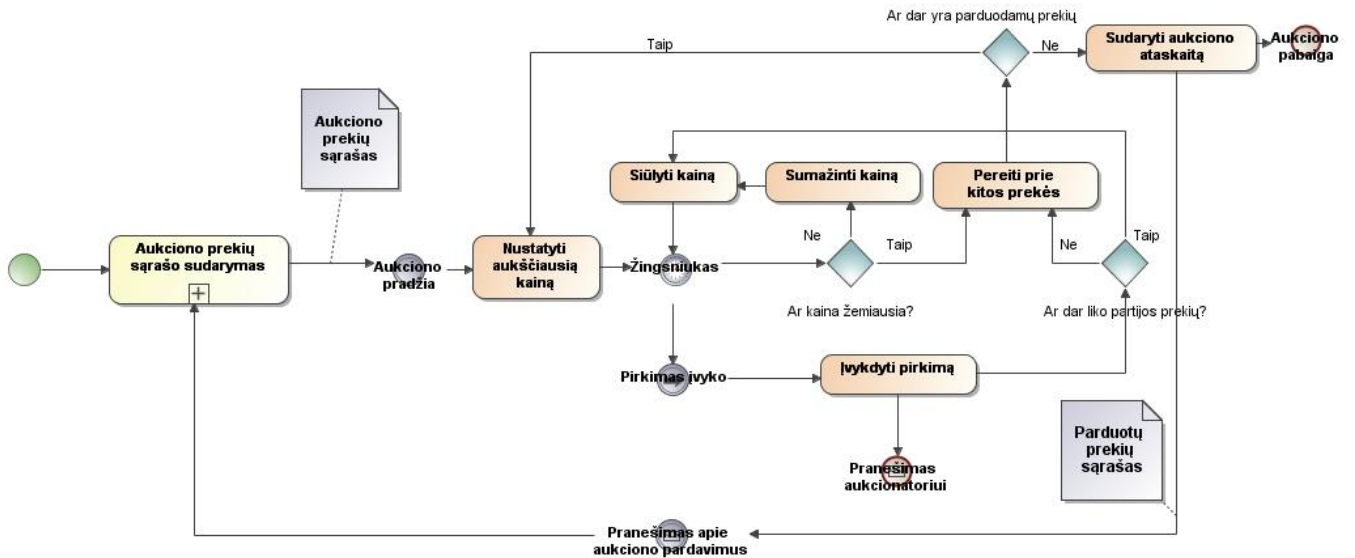 Ar dar yra parduodamų prekių
Taip
Ne
Sudaryti aukciono
ataskaitą
Aukciono
pabaiga
Aukciono
prekių
sąrašas
Siūlyti kainą
Sumažinti kainą
Pereiti prie
kitos prekės
Aukciono prekių
sąrašo sudarymas
Aukciono
pradžia
Nustatyti
aukščiausią
kainą
Žingsniukas
Ne
Taip
Ne
Taip
Ar kaina žemiausia?
Ar dar liko partijos prekių?
Pirkimas įvyko
Įvykdyti pirkimą
Parduotų
prekių
sąrašas
Pranešimas
aukcionatoriui
Pranešimas apie
aukciono pardavimus